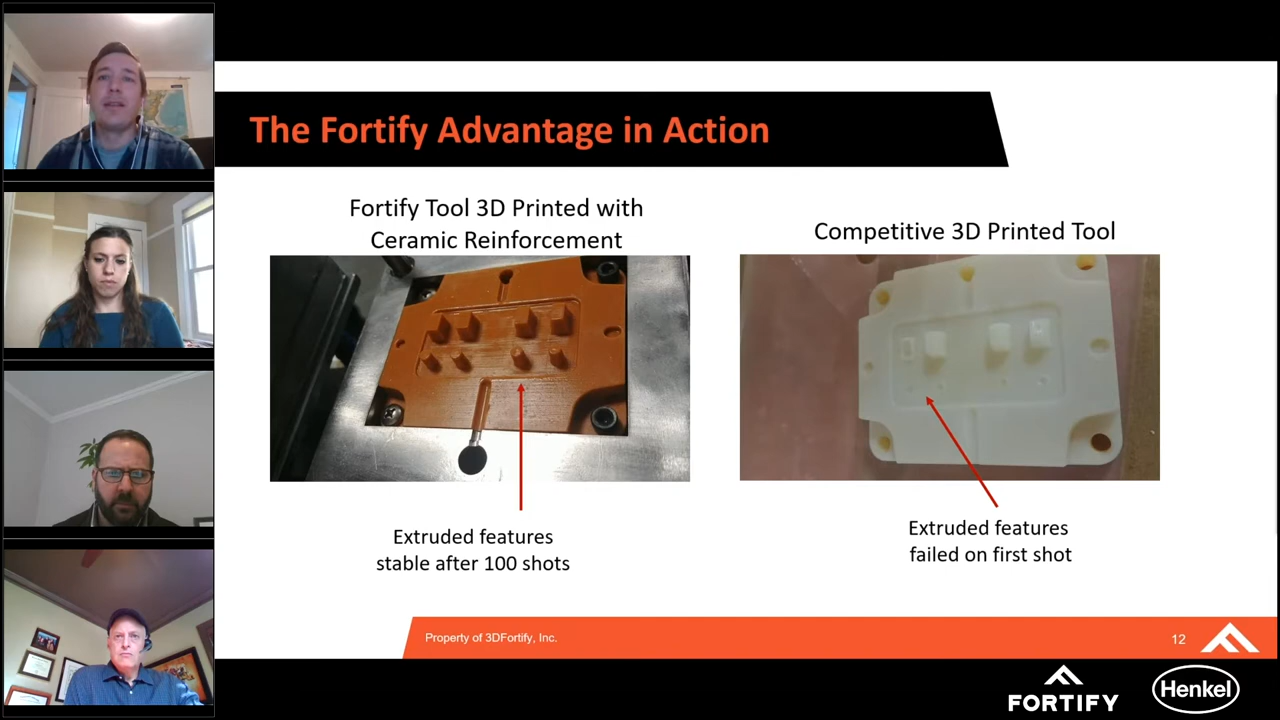 The Fortify Advantage in Action
Fortify Tool 3D Printed with
Ceramic Reinforcement
Competitive 3D Printed Tool
Extruded features
stable after 100 shots
Extruded features
failed on first shot
Property of 3DFortify, Inc.
12
FORTIFY
Henkel